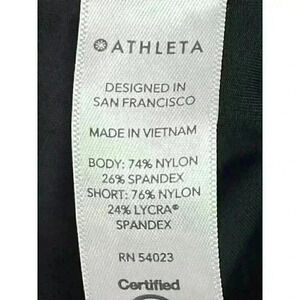 ATHLETA
DESIGNED IN
SAN FRANCISCO
MADE IN VIETNAM
BODY: 74% NYLON
26% SPANDEX
SHORT: 76% NYLON
24% LYCRA®
SPANDEX
RN 54023
Certified